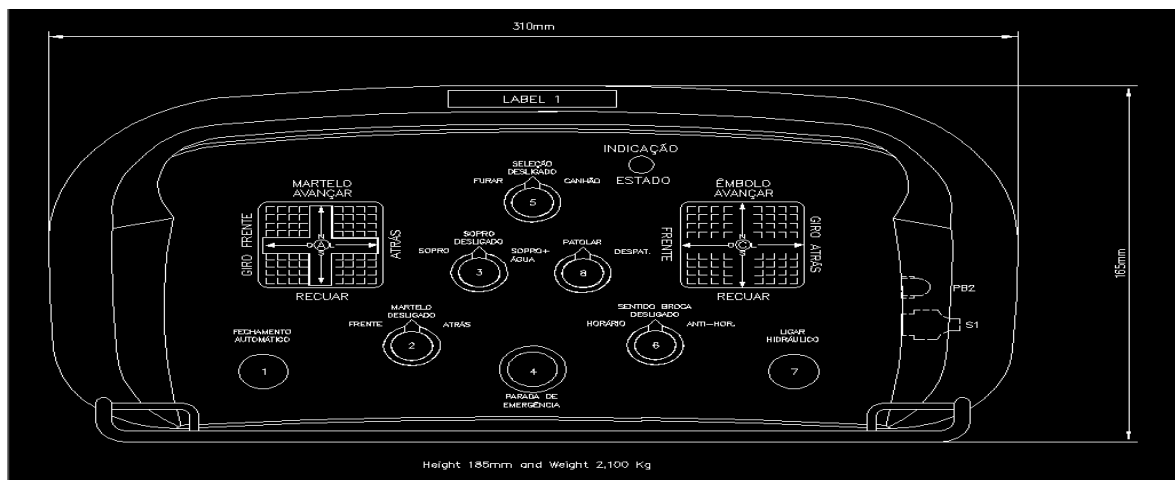 310mm
LABEL 1
165mm
INDICAÇÃO
ESTADO
SELEÇÃO
DESLIGADO
FURAR
CANHÃO
5
MARTELO
AVANÇAR
GIRO FRENTE
ATRÁS
A
RECUAR
ÊMBOLO
AVANÇAR
FRENTE
GIRO ATRÁS
C
RECUAR
SOPRO
DESLIGADO
SOPRO
SOPRO+
ÁGUA
3
PATOLAR
DESPAT.
8
PB2
S1
MARTELO
DESLIGADO
FRENTE
ATRÁS
2
SENTIDO BROCA
DESLIGADO
HORÁRIO
ANTI-HOR.
6
FECHAMENTO
AUTOMÁTICO
1
4
PARADA DE
EMERGÊNCIA
LIGAR
HIDRÁULICO
7
Height 185mm and Weight 2,100 Kg